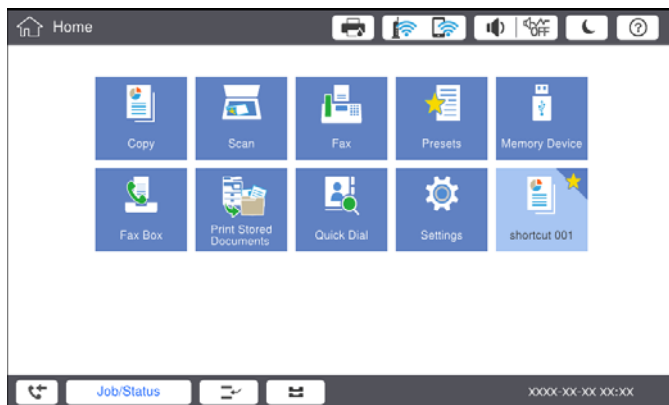 Home
OFF
Copy
Scan
Fax
Presets
Memory Device
Fax Box
Print Stored
Documents
Quick Dial
Settings
shortcut 001
Job/Status
XXXX-XX-XX XX:XX